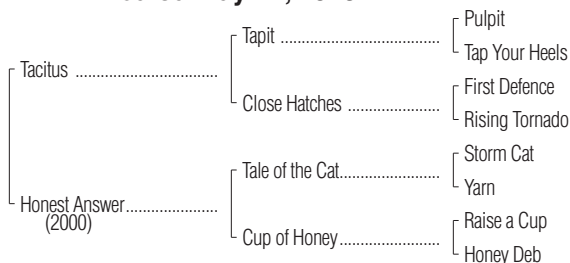 Pulpit
Tapit ........................................
Tap Your Heels
Tacitus ....................................
First Defence
Close Hatches .......................
Rising Tornado
Storm Cat
Tale of the Cat.........................
Yarn
Honest Answer.......................
(2000)
Raise a Cup
Cup of Honey.........................
Honey Deb